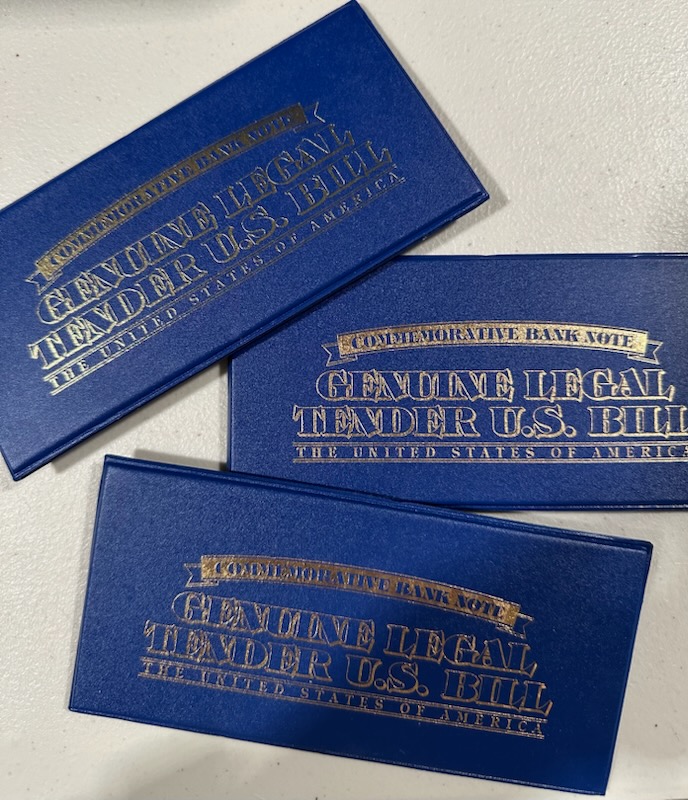 COMMEMORATIVE BANK NOTE
GENUINE LEGAL
TENDER U.S. BILL
THE UNITED STATES OF AMERICA
COMMEMORATIVE BANK NOTE
GENUINE LEGAL
TENDER U.S. BILL
THE UNITED STATES OF AMERICA
COMMEMORATIVE BANK NOTE
GENUINE LEGAL
TENDER U.S. BILL
THE UNITED STATES OF AMERICA